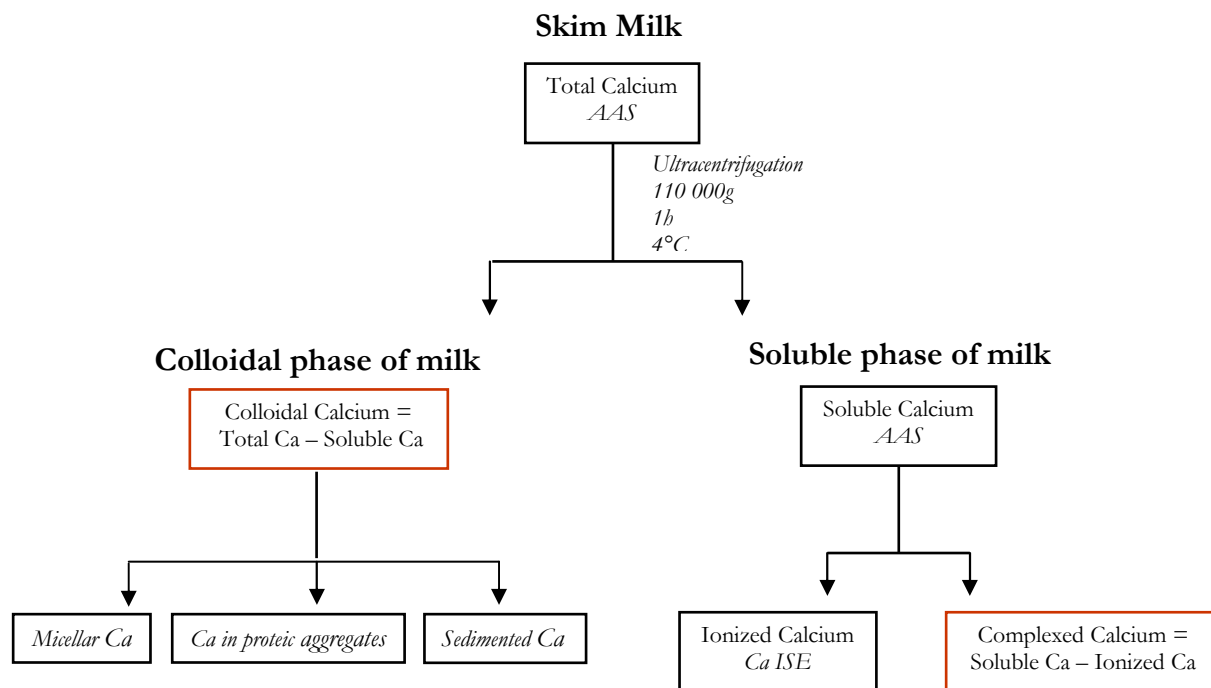 Skim Milk
Total Calcium
AAS
Ultracentrifugation
110 000g
1h
4°C
Colloidal phase of milk
Colloidal Calcium =
Total Ca – Soluble Ca
Soluble phase of milk
Soluble Calcium
AAS
Micellar Ca
Ca in proteic aggregates
Sedimented Ca
Ionized Calcium
Ca ISE
Complexed Calcium =
Soluble Ca – Ionized Ca